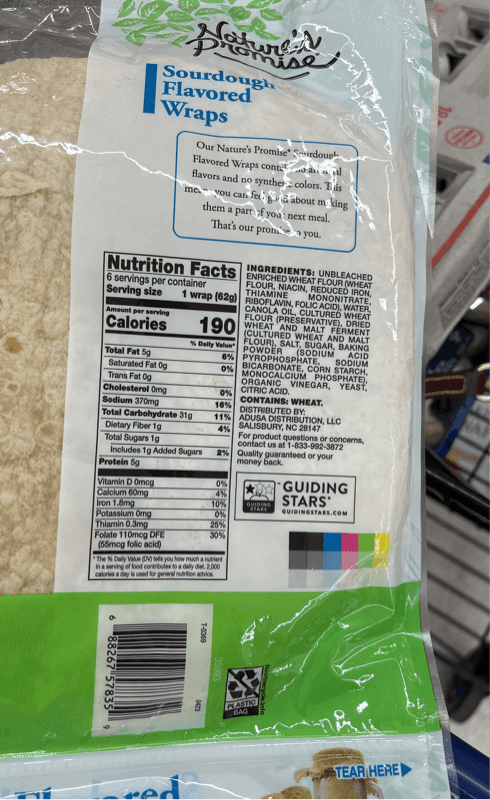 Nature's
Promise
Sourdough
Flavored
Wraps
Our Nature's Promise® Sourdough
Flavored Wraps contain no artificial
flavors and no synthetic colors. This
means you can feel good about making
them a part of your next meal.
That's our promise to you.
Nutrition Facts
6 servings per container
Serving size 1 wrap (62g)
Amount per serving
Calories 190
% Daily Value*
Total Fat 5g 6%
Saturated Fat 0g 0%
Trans Fat 0g
Cholesterol 0mg 0%
Sodium 370mg 16%
Total Carbohydrate 31g 11%
Dietary Fiber 1g 4%
Total Sugars 1g
Includes 1g Added Sugars 2%
Protein 5g
Vitamin D 0mcg 0%
Calcium 60mg 4%
Iron 1.8mg 10%
Potassium 0mg 0%
Thiamin 0.3mg 25%
Folate 110mcg DFE 30%
(55mcg folic acid)
* The % Daily Value (DV) tells you how much a nutrient
in a serving of food contributes to a daily diet. 2,000
calories a day is used for general nutrition advice.
INGREDIENTS: UNBLEACHED
ENRICHED WHEAT FLOUR (WHEAT
FLOUR, NIACIN, REDUCED IRON,
THIAMINE MONONITRATE,
RIBOFLAVIN, FOLIC ACID), WATER,
CANOLA OIL, CULTURED WHEAT
FLOUR (PRESERVATIVE), DRIED
WHEAT AND MALT FERMENT
(CULTURED WHEAT AND MALT
FLOUR), SALT, SUGAR, BAKING
POWDER (SODIUM ACID
PYROPHOSPHATE, SODIUM
BICARBONATE, CORN STARCH,
MONOCALCIUM PHOSPHATE),
ORGANIC VINEGAR, YEAST,
CITRIC ACID.
CONTAINS: WHEAT.
DISTRIBUTED BY:
ADUSA DISTRIBUTION, LLC
SALISBURY, NC 28147
For product questions or concerns,
contact us at 1-833-992-3872
Quality guaranteed or your
money back.
GUIDING
STARS
GUIDING
STARS®
GUIDINGSTARS.COM
6 88267 57835 9
T-0369
PLASTIC
BAG
TEAR HERE